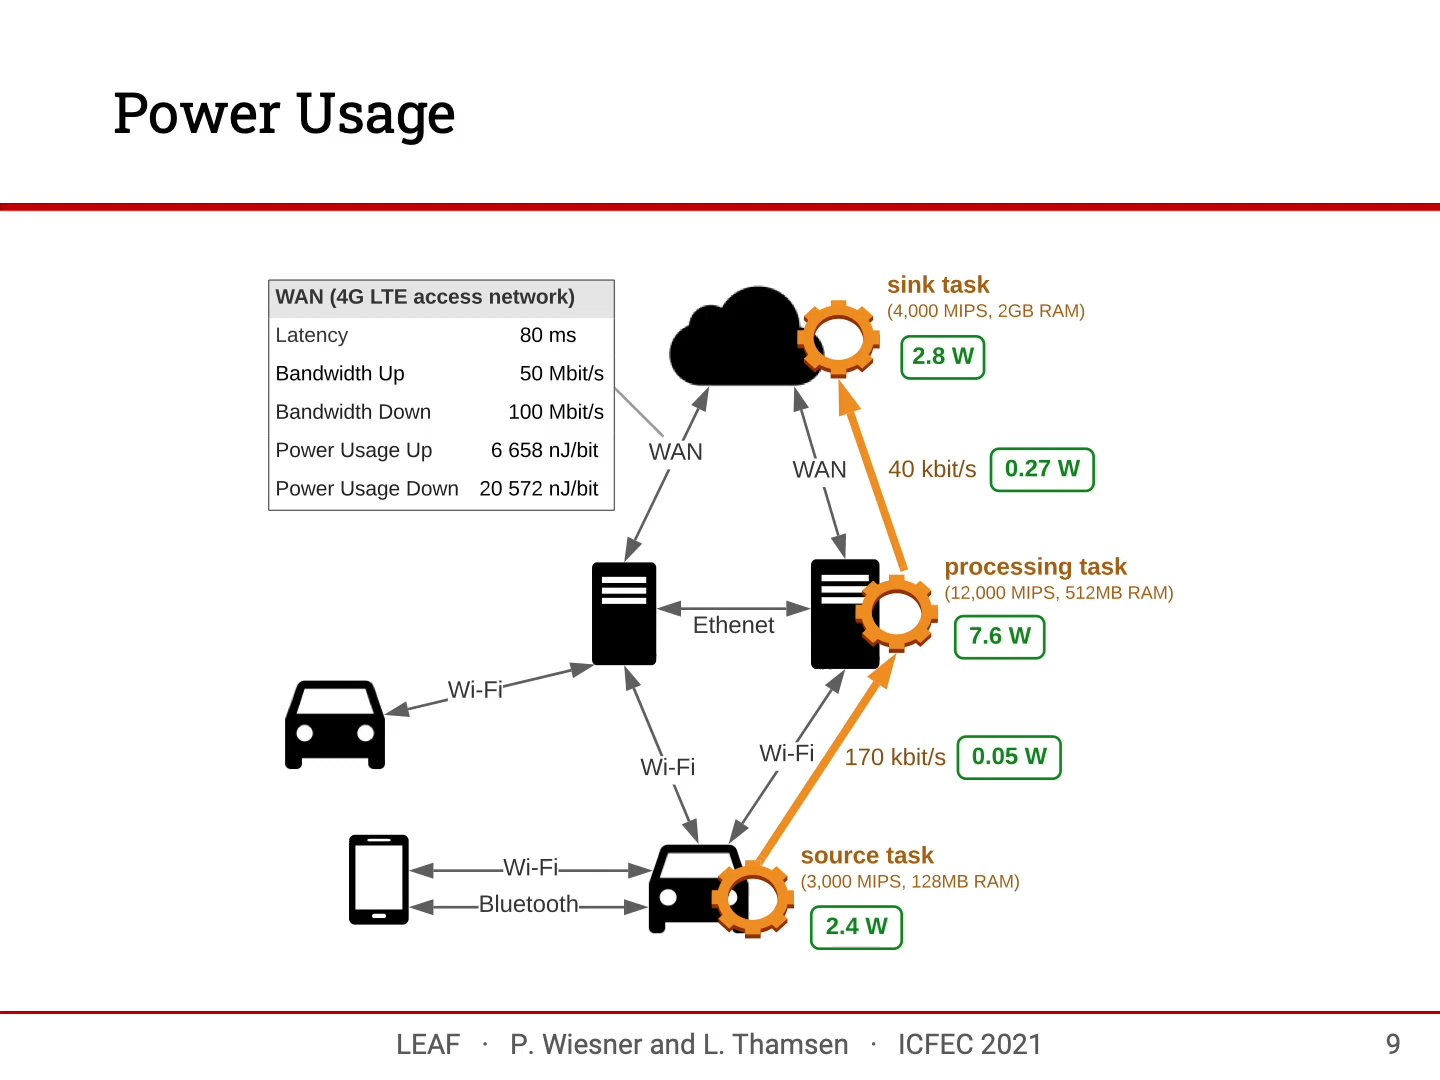 Power Usage
WAN (4G LTE access network)
Latency 80 ms
Bandwidth Up 50 Mbit/s
Bandwidth Down 100 Mbit/s
Power Usage Up 6 658 nJ/bit
Power Usage Down 20 572 nJ/bit
sink task
(4,000 MIPS, 2GB RAM)
2.8 W
WAN
WAN
40 kbit/s
0.27 W
processing task
(12,000 MIPS, 512MB RAM)
7.6 W
Ethenet
Wi-Fi
Wi-Fi
Wi-Fi
170 kbit/s
0.05 W
source task
(3,000 MIPS, 128MB RAM)
2.4 W
Wi-Fi
Bluetooth
LEAF · P. Wiesner and L. Thamsen · ICFEC 2021
9